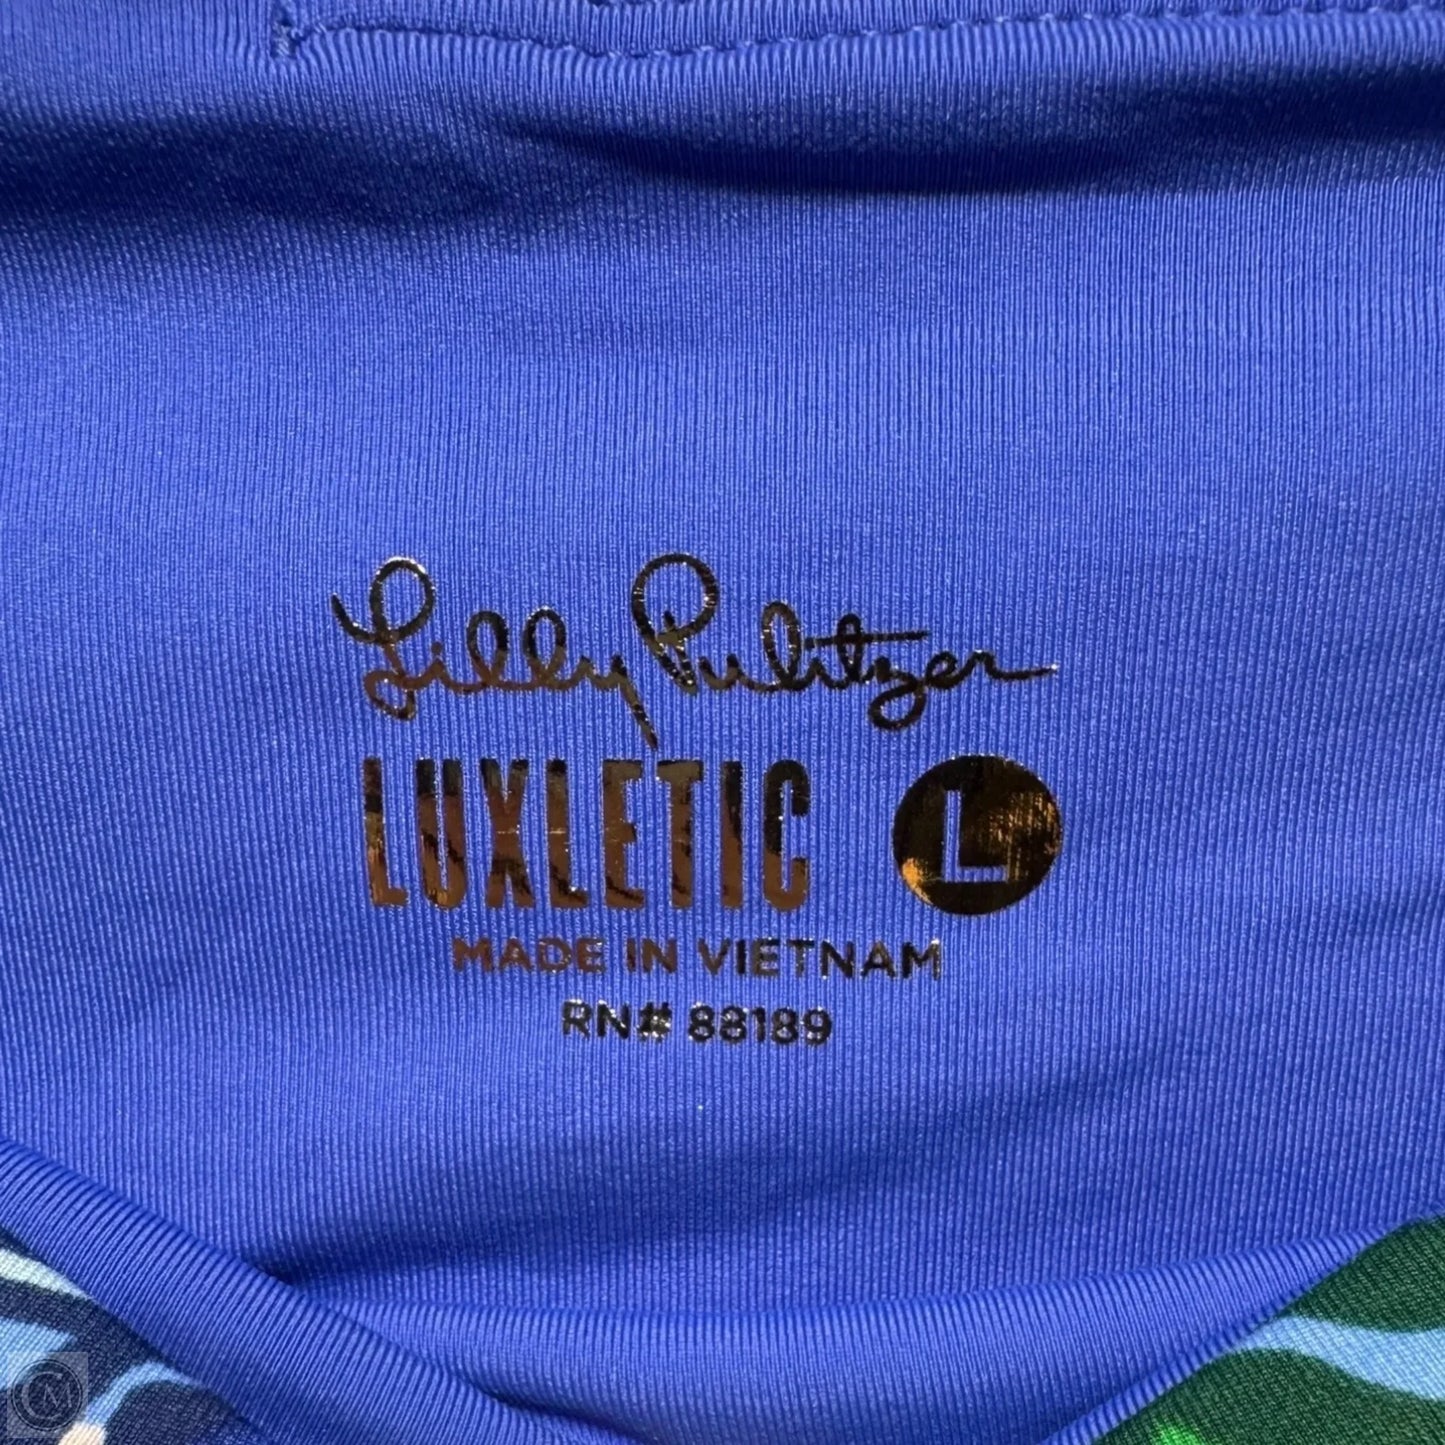 Lilly Pulitzer
LUXLETIC L
MADE IN VIETNAM
RN# 88189